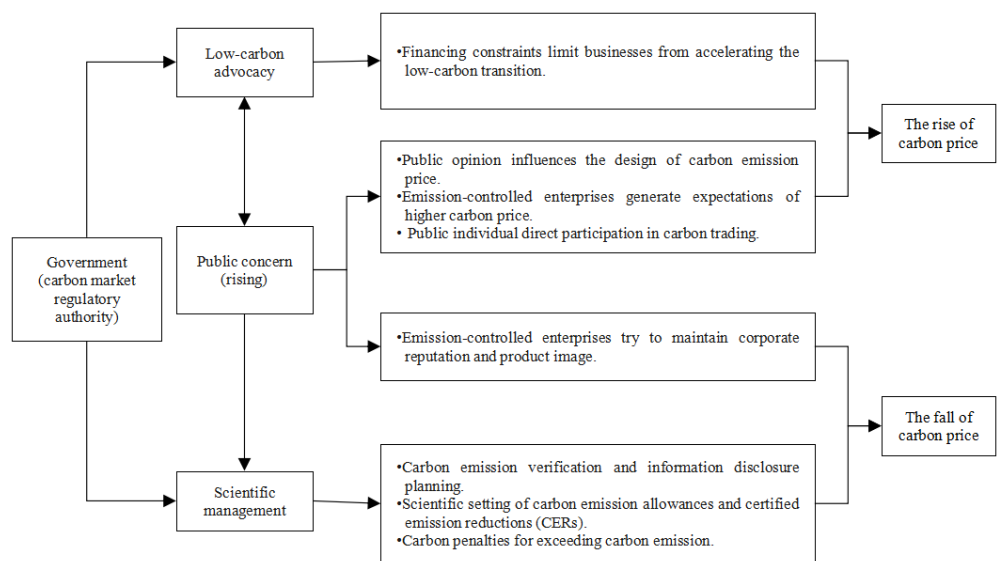 Low-carbon
advocacy
•Financing constraints limit businesses from accelerating the
low-carbon transition.
The rise of
carbon price
•Public opinion influences the design of carbon emission
price.
•Emission-controlled enterprises generate expectations of
higher carbon price.
• Public individual direct participation in carbon trading.
Government
(carbon market
regulatory
authority)
Public concern
(rising)
•Emission-controlled enterprises try to maintain corporate
reputation and product image.
The fall of
carbon price
Scientific
management
•Carbon emission verification and information disclosure
planning.
•Scientific setting of carbon emission allowances and certified
emission reductions (CERs).
•Carbon penalties for exceeding carbon emission.